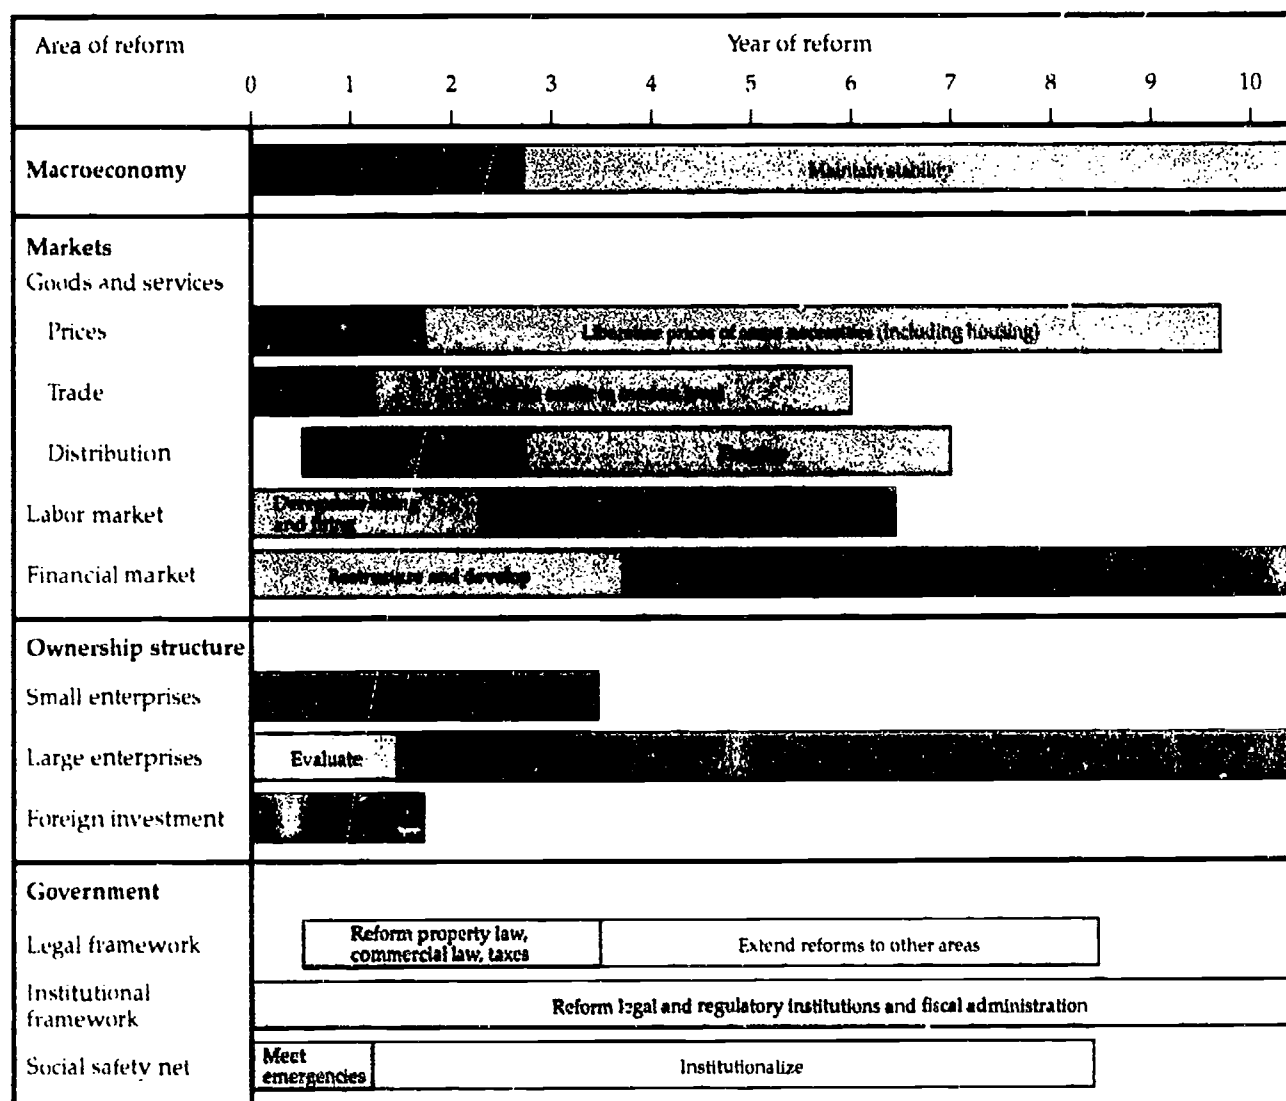 Area of reform
Year of reform
0 1 2 3 4 5 6 7 8 9 10
Macroeconomy
Maintain stability
Markets
Goods and services
Prices
prices of (including housing)
Trade
Distribution
Labor market
and firing
Financial market
Restructure and develop
Ownership structure
Small enterprises
Large enterprises
Evaluate
Foreign investment
Government
Legal framework
Reform property law,
commercial law, taxes
Extend reforms to other areas
Institutional
framework
Reform legal and regulatory institutions and fiscal administration
Social safety net
Meet
emergencies
Institutionalize